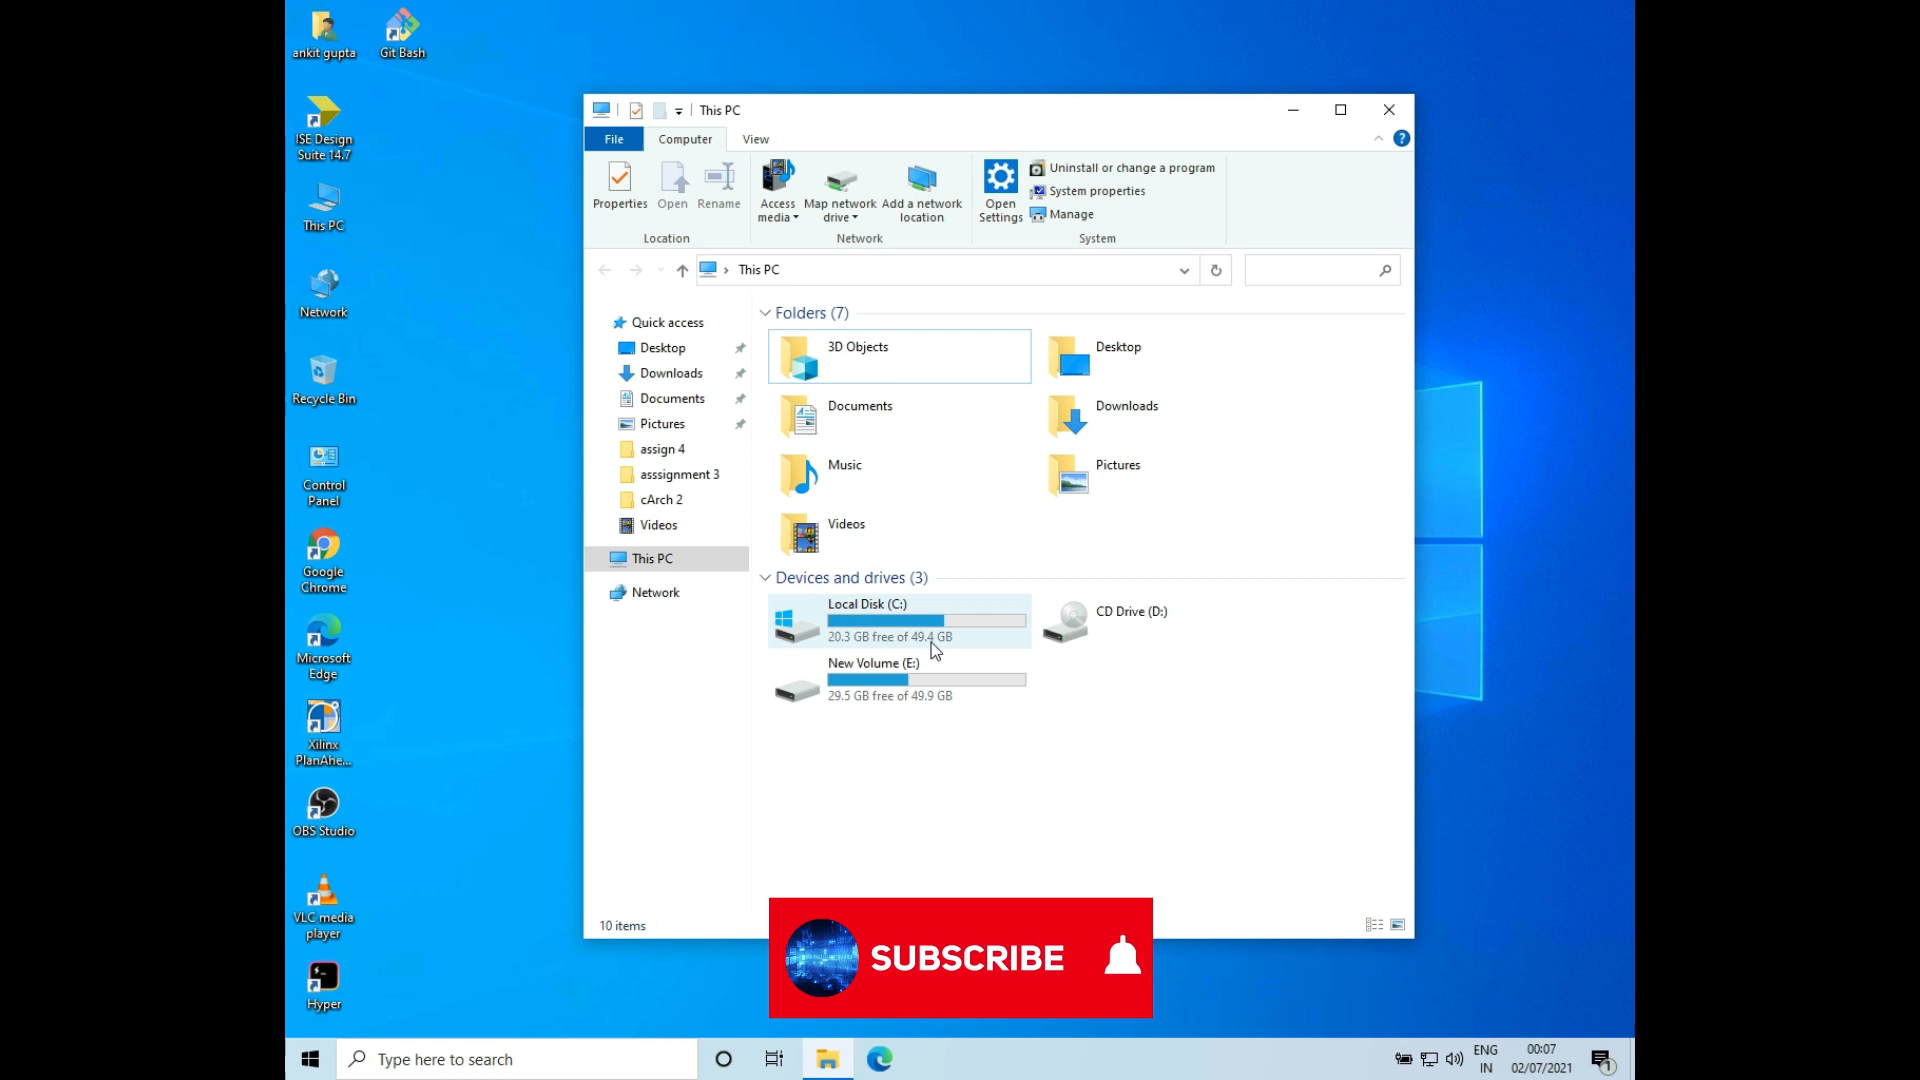 ankit gupta
Git Bash
ISE Design
Suite 14.7
This PC
Network
Recycle Bin
Control
Panel
Google
Chrome
Microsoft
Edge
Xilinx
PlanAhe...
OBS Studio
VLC media
player
Hyper
This PC
File
Computer
View
?
Properties
Open
Rename
Access
media
Map network
drive
Add a network
location
Open
Settings
Uninstall or change a program
System properties
Manage
Location
Network
System
This PC
Quick access
Desktop
Downloads
Documents
Pictures
assign 4
asssignment 3
cArch 2
Videos
This PC
Network
Folders (7)
3D Objects
Desktop
Documents
Downloads
Music
Pictures
Videos
Devices and drives (3)
Local Disk (C:)
20.3 GB free of 49.4 GB
CD Drive (D:)
New Volume (E:)
29.5 GB free of 49.9 GB
10 items
SUBSCRIBE
Type here to search
ENG
IN
00:07
02/07/2021
1